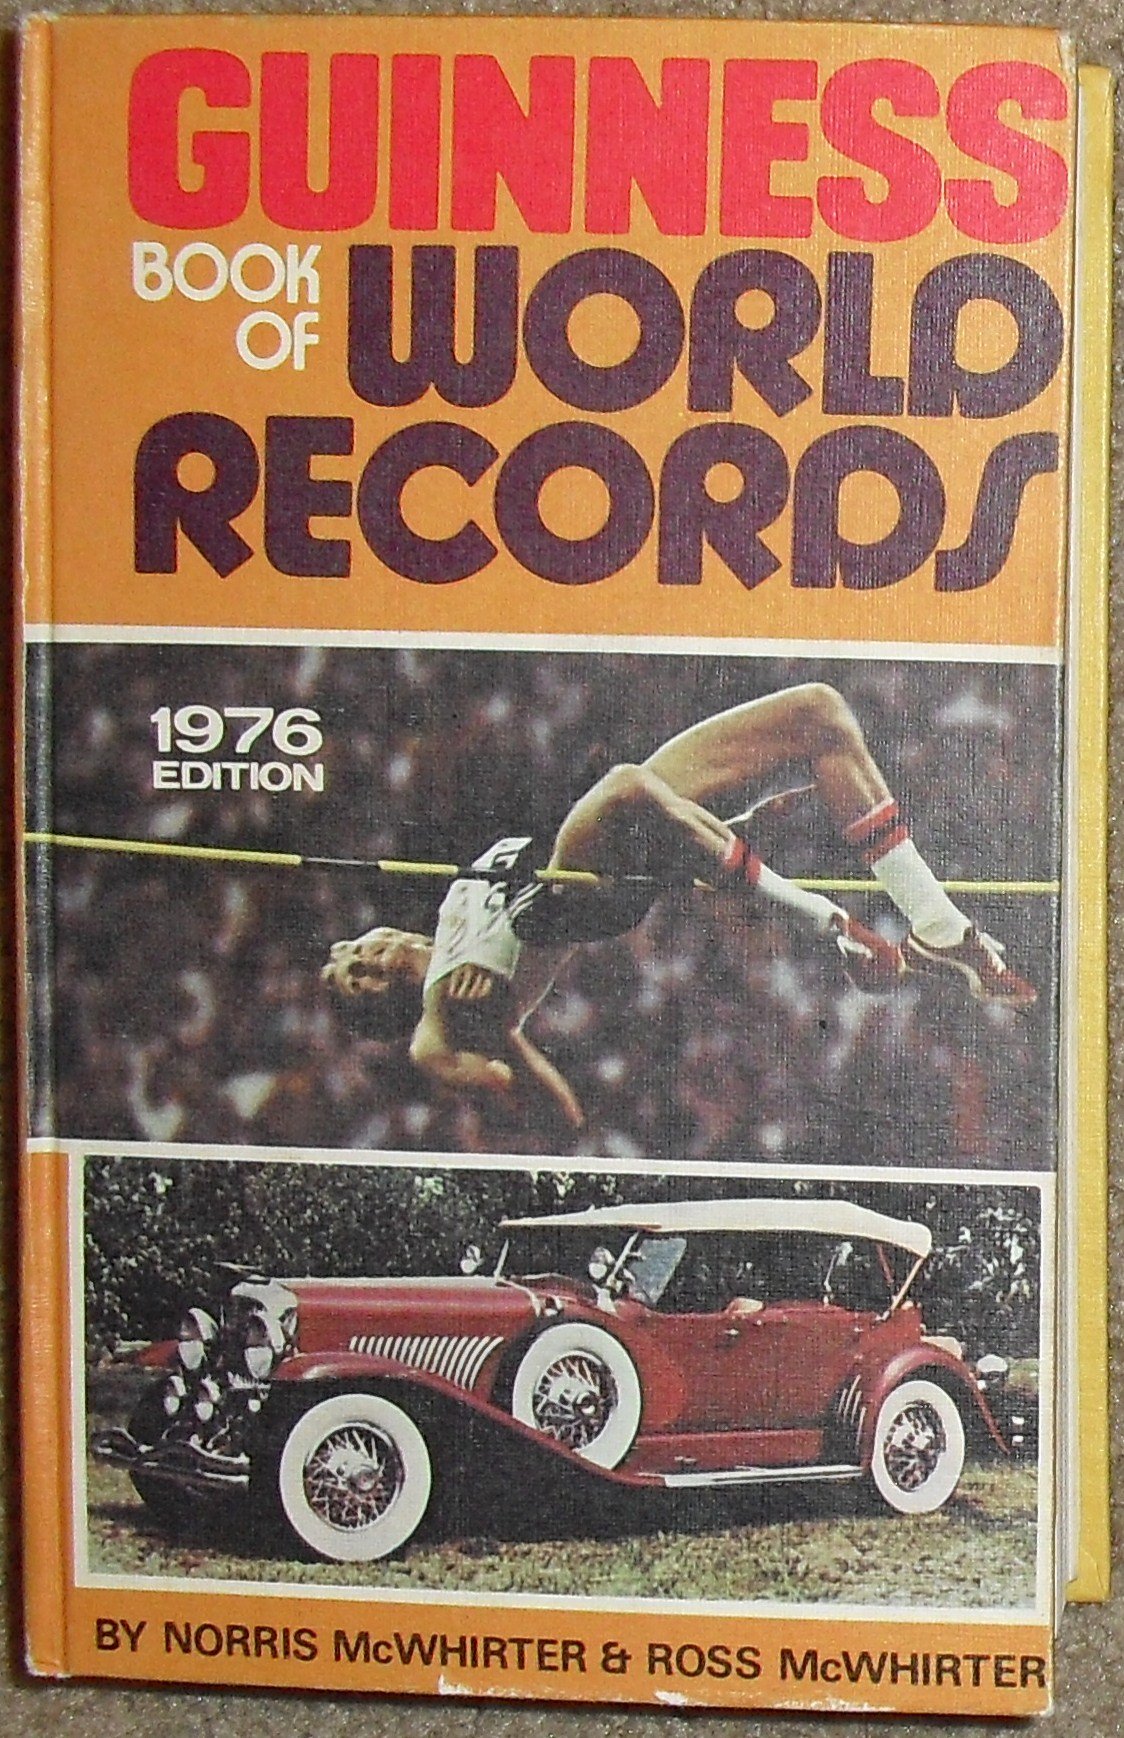 GUINNESS
BOOK OF WORLD
RECORDS
1976
EDITION
BY NORRIS McWHIRTER & ROSS McWHIRTER